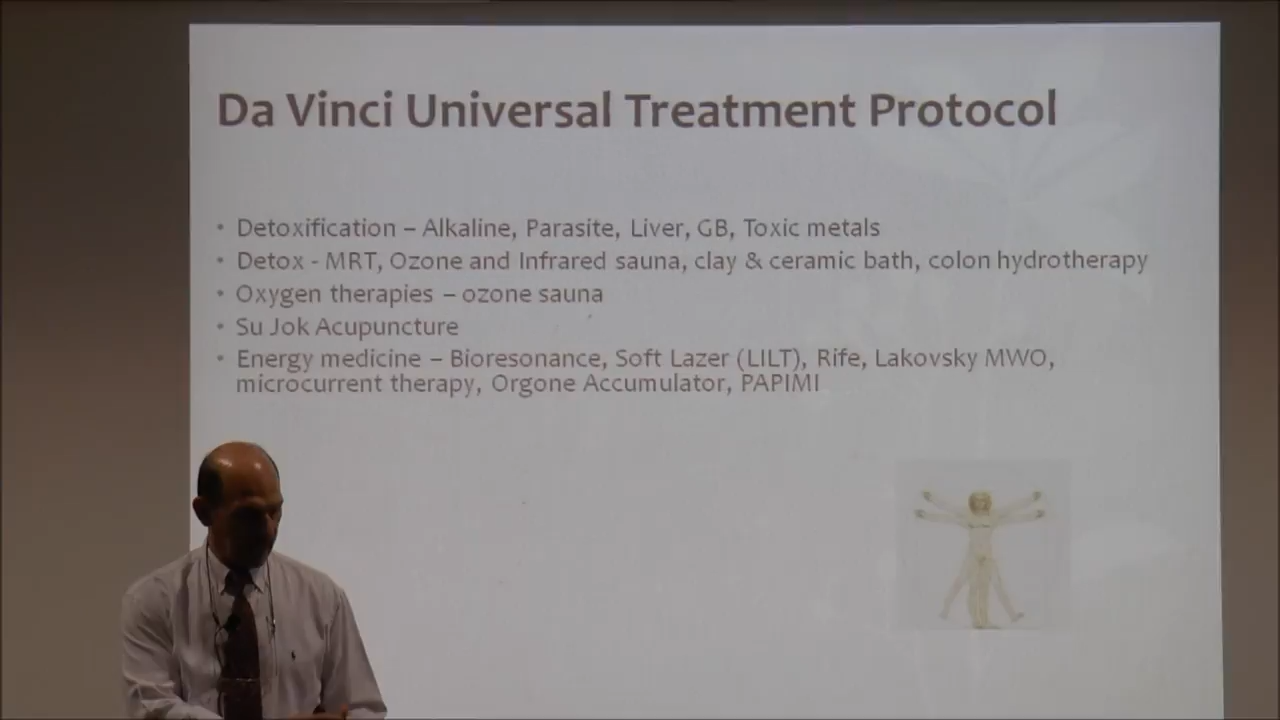 Da Vinci Universal Treatment Protocol
• Detoxification – Alkaline, Parasite, Liver, GB, Toxic metals
• Detox - MRT, Ozone and Infrared sauna, clay & ceramic bath, colon hydrotherapy
• Oxygen therapies – ozone sauna
• Su Jok Acupuncture
• Energy medicine – Bioresonance, Soft Lazer (LILT), Rife, Lakovsky MWO,
microcurrent therapy, Orgone Accumulator, PAPIMI